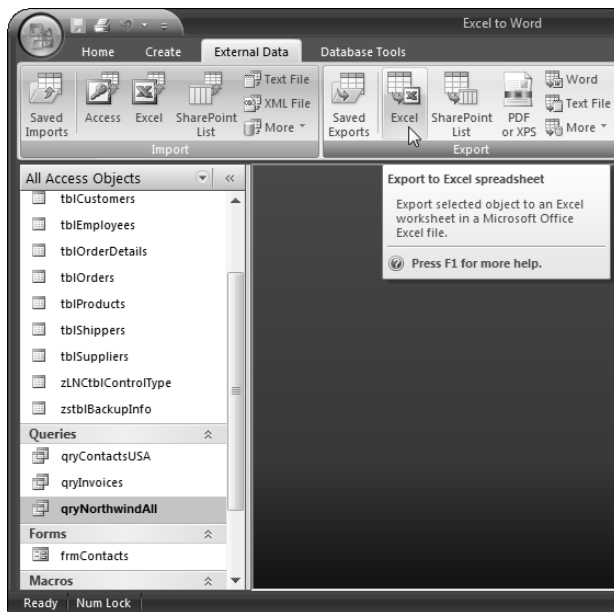 Excel to Word
Home Create External Data Database Tools
Saved Imports
Access
Excel
SharePoint List
Text File
XML File
More
Import
Saved Exports
Excel
SharePoint List
PDF or XPS
Word
Text File
More
Export
All Access Objects
tblCustomers
tblEmployees
tblOrderDetails
tblOrders
tblProducts
tblShippers
tblSuppliers
zLNCtblControlType
zstblBackupInfo
Queries
qryContactsUSA
qryInvoices
qryNorthwindAll
Forms
frmContacts
Macros
Export to Excel spreadsheet
Export selected object to an Excel
worksheet in a Microsoft Office
Excel file.
Press F1 for more help.
Ready Num Lock